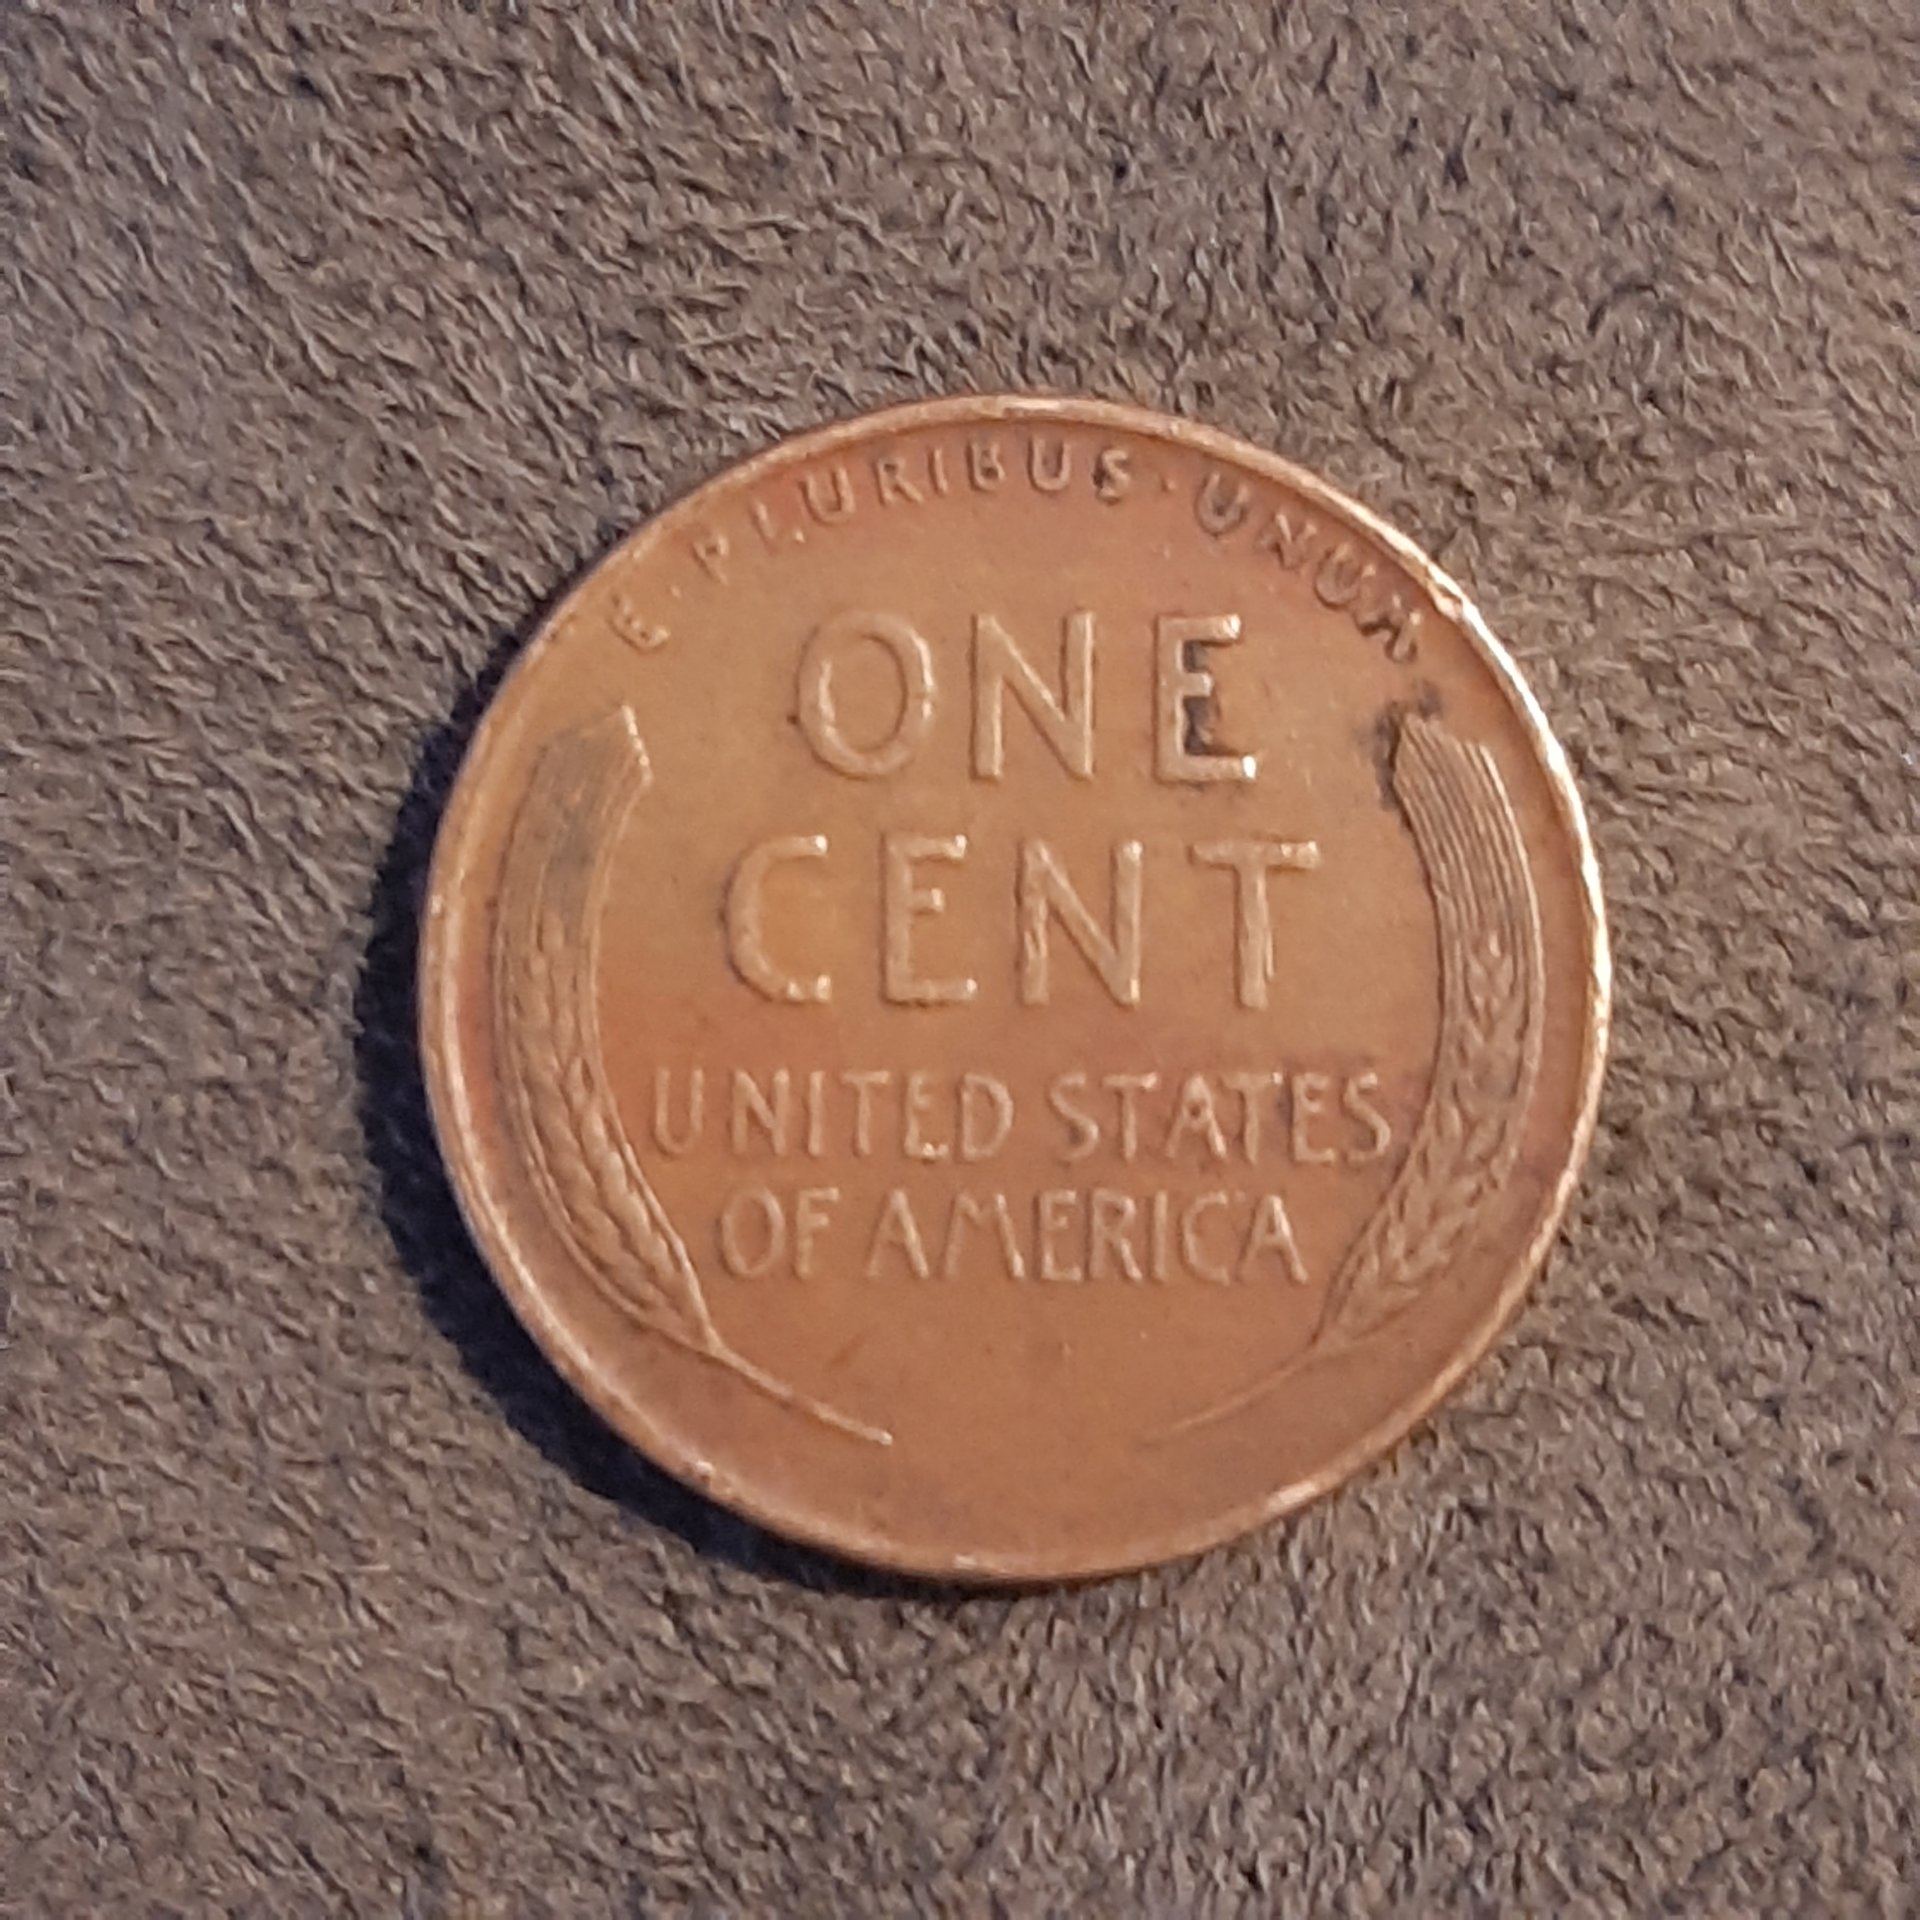 E·PLURIBUS·UNUM
ONE
CENT
UNITED STATES
OF AMERICA